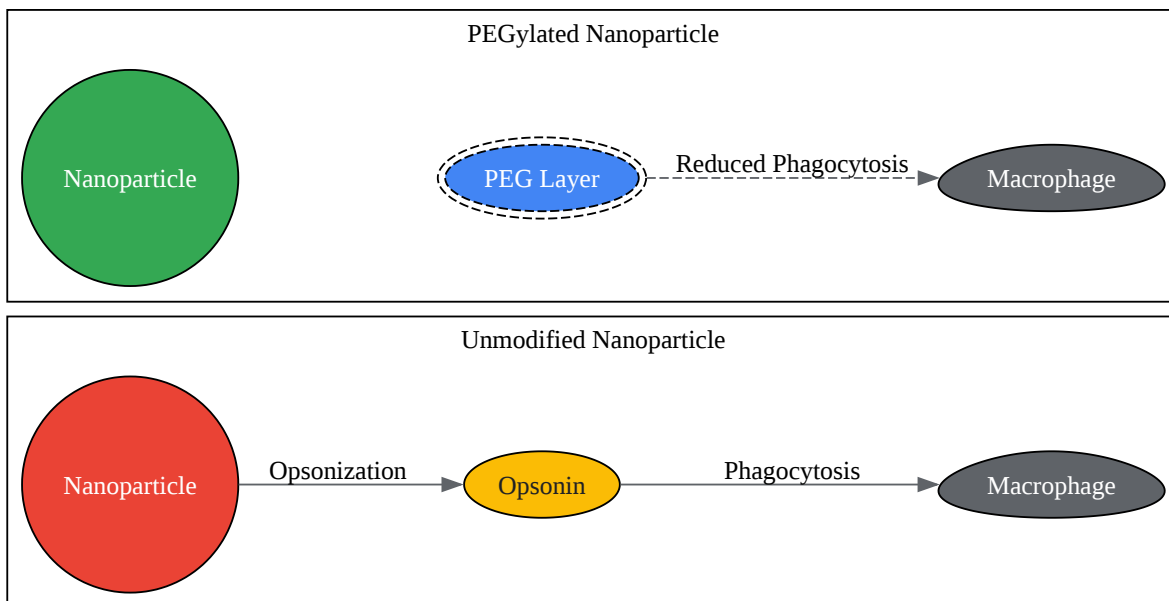 PEGylated Nanoparticle
Nanoparticle
PEG Layer
Reduced Phagocytosis
Macrophage
Unmodified Nanoparticle
Nanoparticle
Opsonization
Opsonin
Phagocytosis
Macrophage